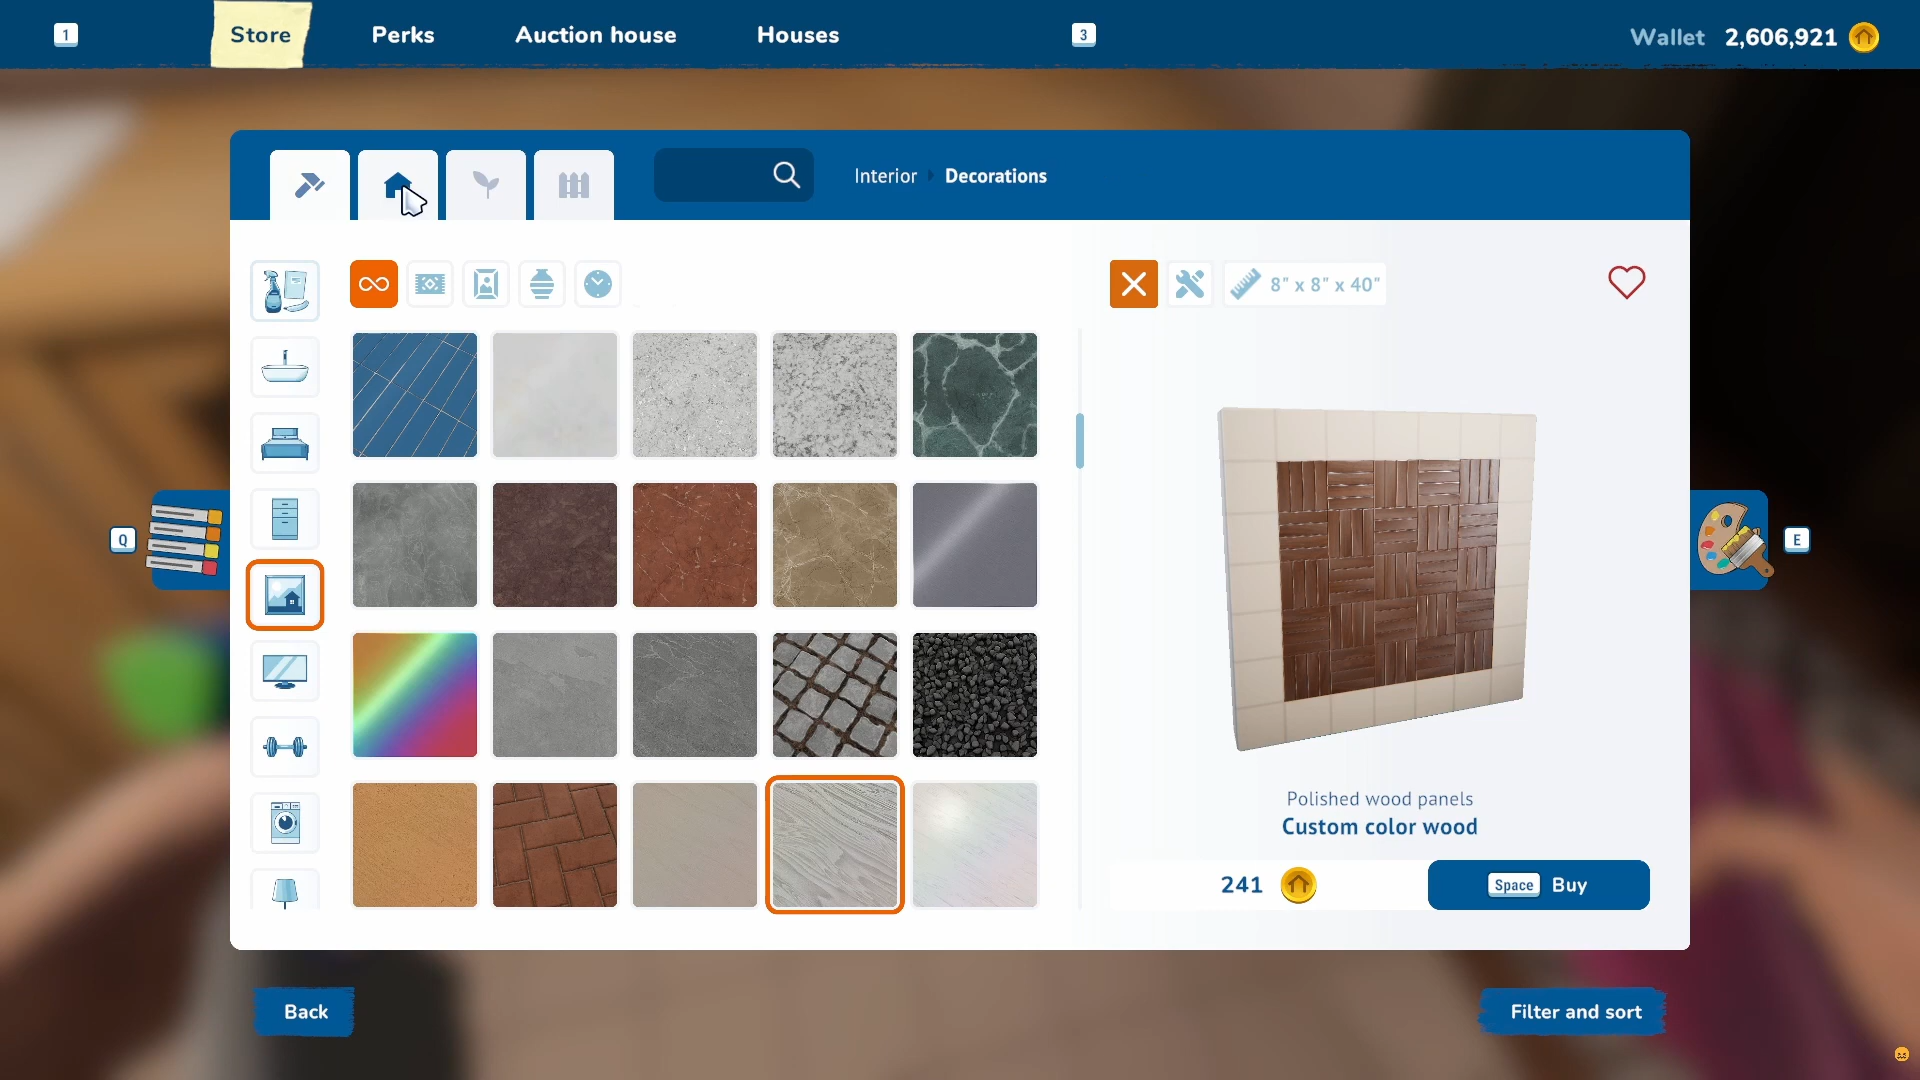 1
Store
Perks
Auction house
Houses
3
Wallet 2,606,921
Interior
Decorations
8" x 8" x 40"
Q
E
Polished wood panels
Custom color wood
241
Space Buy
Back
Filter and sort